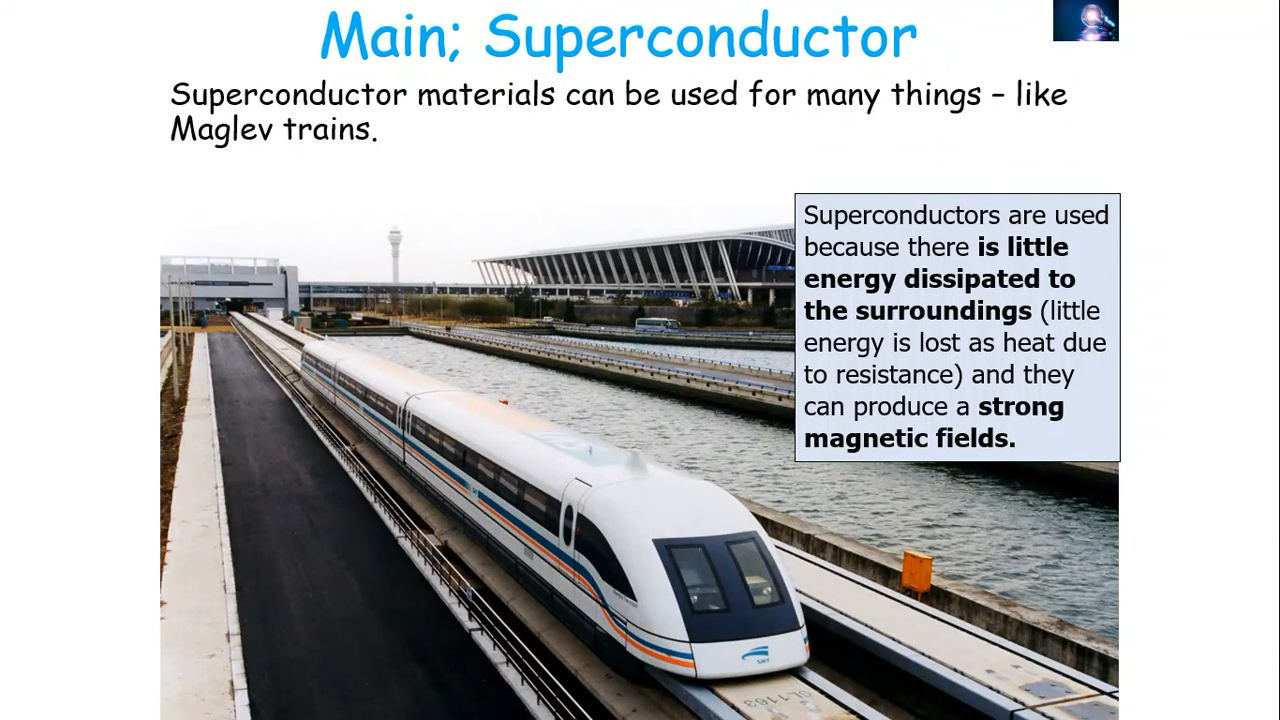 Main; Superconductor
Superconductor materials can be used for many things – like
Maglev trains.
Superconductors are used
because there is little
energy dissipated to
the surroundings (little
energy is lost as heat due
to resistance) and they
can produce a strong
magnetic fields.
SMT